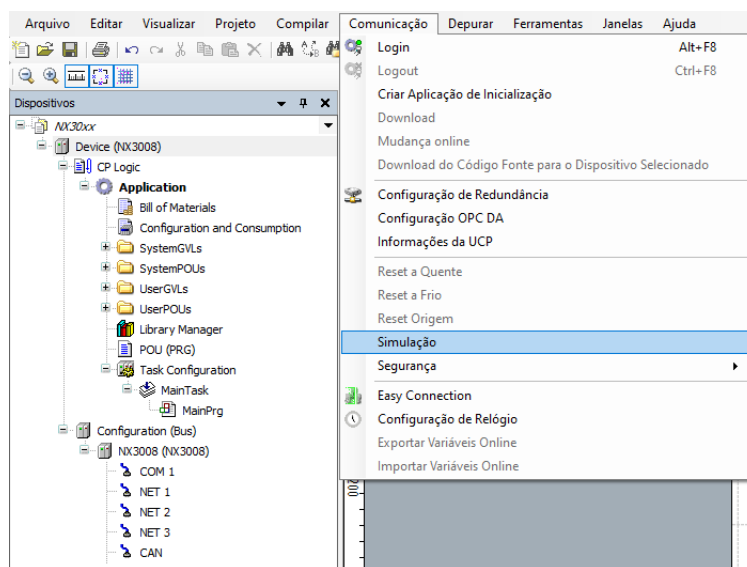 Arquivo Editar Visualizar Projeto Compilar Comunicação Depurar Ferramentas Janelas Ajuda
Dispositivos
NX30xx
Device (NX3008)
CP Logic
Application
Bill of Materials
Configuration and Consumption
SystemGVLs
SystemPOUs
UserGVLs
UserPOUs
Library Manager
POU (PRG)
Task Configuration
MainTask
MainPrg
Configuration (Bus)
NX3008 (NX3008)
COM 1
NET 1
NET 2
NET 3
CAN
Login Alt+F8
Logout Ctrl+F8
Criar Aplicação de Inicialização
Download
Mudança online
Download do Código Fonte para o Dispositivo Selecionado
Configuração de Redundância
Configuração OPC DA
Informações da UCP
Reset a Quente
Reset a Frio
Reset Origem
Simulação
Segurança
Easy Connection
Configuração de Relógio
Exportar Variáveis Online
Importar Variáveis Online
200